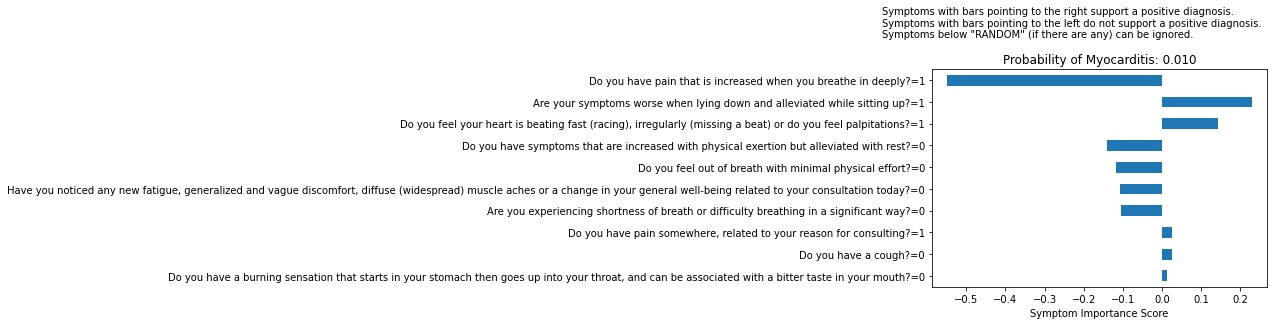 Symptoms with bars pointing to the right support a positive diagnosis.
Symptoms with bars pointing to the left do not support a positive diagnosis.
Symptoms below "RANDOM" (if there are any) can be ignored.
Probability of Myocarditis: 0.010
Do you have pain that is increased when you breathe in deeply?=1
Are your symptoms worse when lying down and alleviated while sitting up?=1
Do you feel your heart is beating fast (racing), irregularly (missing a beat) or do you feel palpitations?=1
Do you have symptoms that are increased with physical exertion but alleviated with rest?=0
Do you feel out of breath with minimal physical effort?=0
Have you noticed any new fatigue, generalized and vague discomfort, diffuse (widespread) muscle aches or a change in your general well-being related to your consultation today?=0
Are you experiencing shortness of breath or difficulty breathing in a significant way?=0
Do you have pain somewhere, related to your reason for consulting?=1
Do you have a cough?=0
Do you have a burning sensation that starts in your stomach then goes up into your throat, and can be associated with a bitter taste in your mouth?=0
−0.5 −0.4 −0.3 −0.2 −0.1 0.0 0.1 0.2
Symptom Importance Score